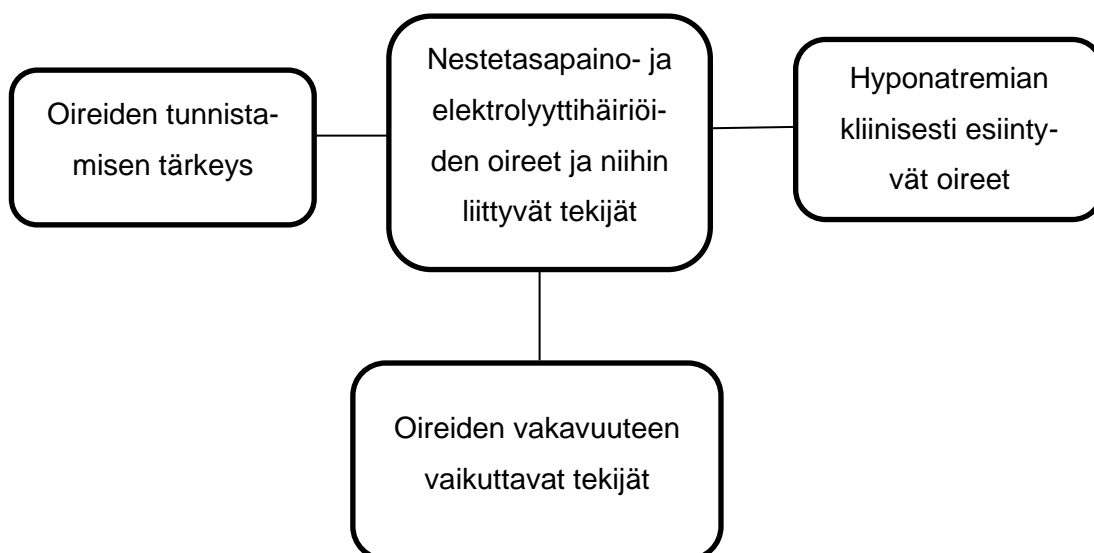 Oireiden tunnista-
misen tärkeys
Nestetasapaino- ja
elektrolyyttihäiriöi-
den oireet ja niihin
liittyvät tekijät
Hyponatremian
kliinisesti esiinty-
vät oireet
Oireiden vakavuuteen
vaikuttavat tekijät